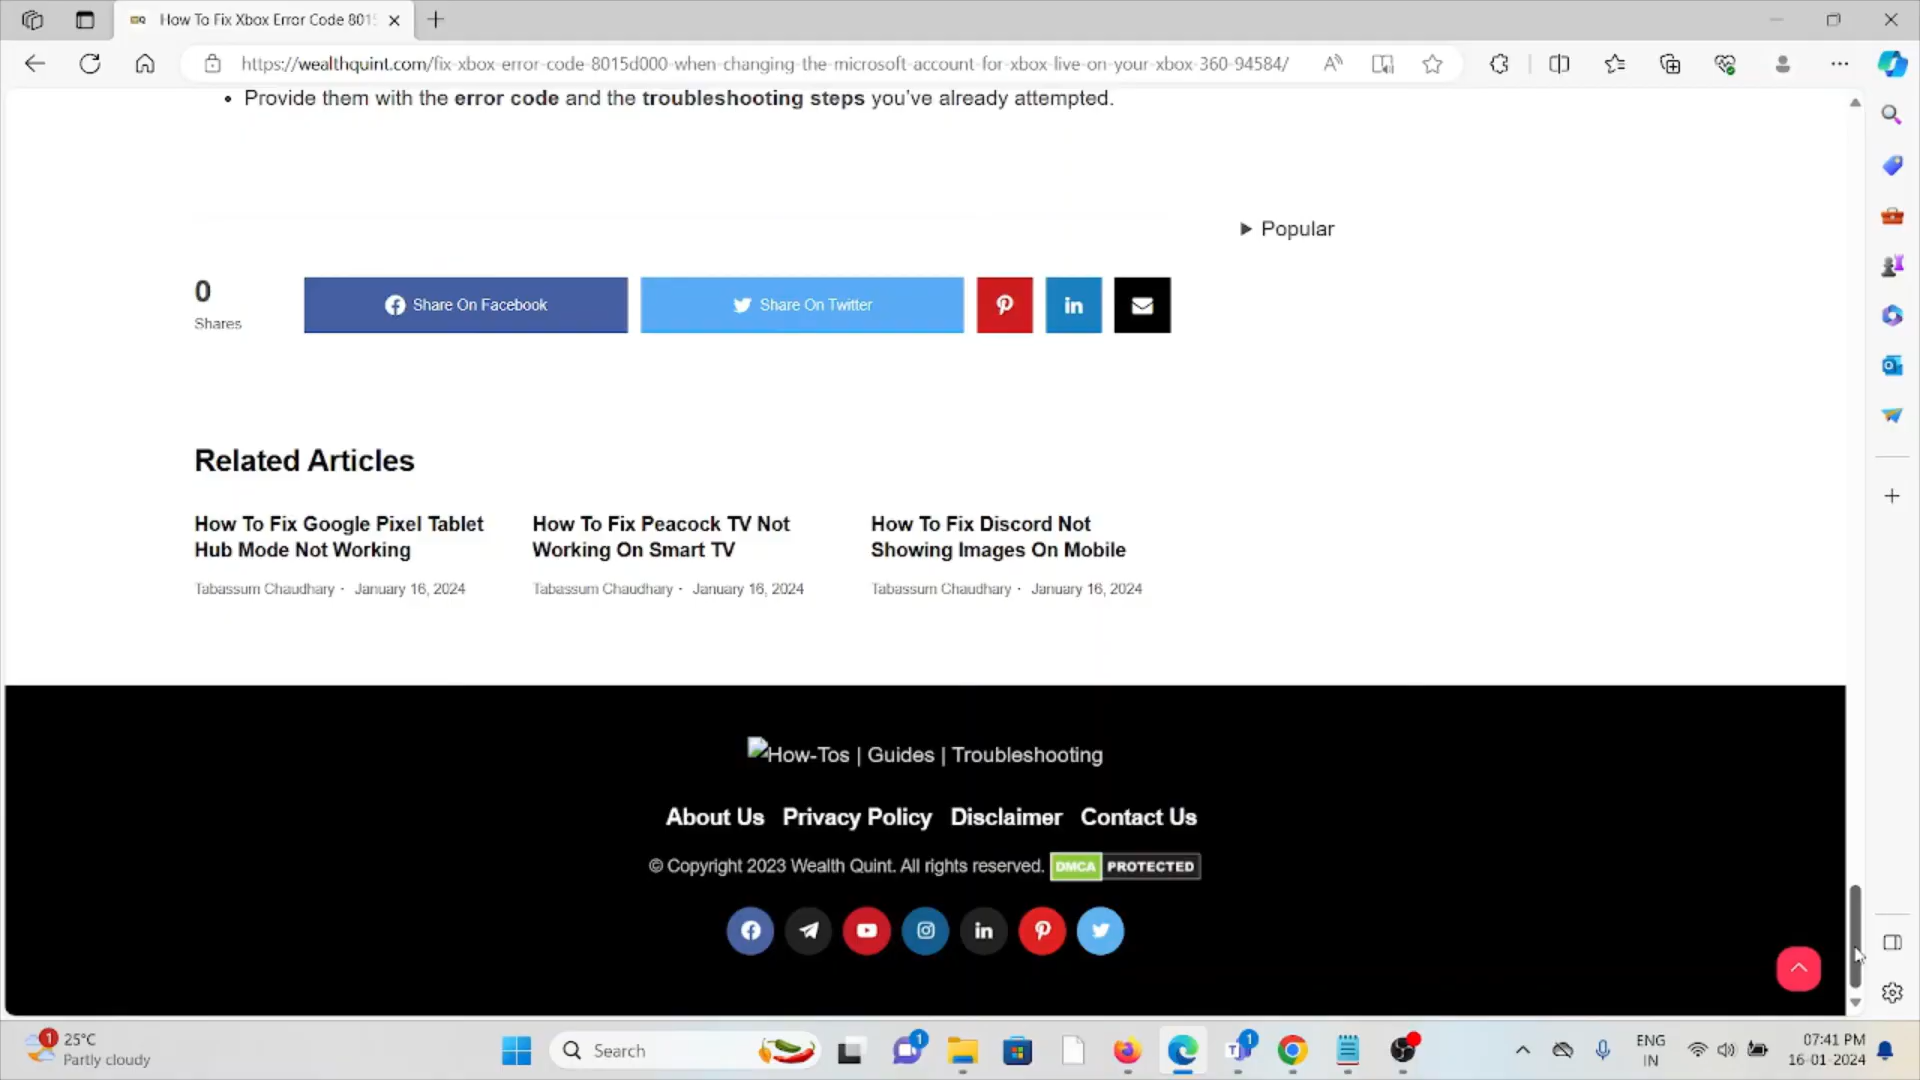 How To Fix Xbox Error Code 801
https://wealthquint.com/fix-xbox-error-code-8015d000-when-changing-the-microsoft-account-for-xbox-live-on-your-xbox-360-94584/
• Provide them with the error code and the troubleshooting steps you've already attempted.
Popular
0
Shares
Share On Facebook
Share On Twitter
Related Articles
How To Fix Google Pixel Tablet
Hub Mode Not Working
Tabassum Chaudhary · January 16, 2024
How To Fix Peacock TV Not
Working On Smart TV
Tabassum Chaudhary · January 16, 2024
How To Fix Discord Not
Showing Images On Mobile
Tabassum Chaudhary · January 16, 2024
How-Tos | Guides | Troubleshooting
About Us Privacy Policy Disclaimer Contact Us
© Copyright 2023 Wealth Quint. All rights reserved. DMCA PROTECTED
1
25°C
Partly cloudy
Search
1
1
ENG
IN
07:41 PM
16-01-2024